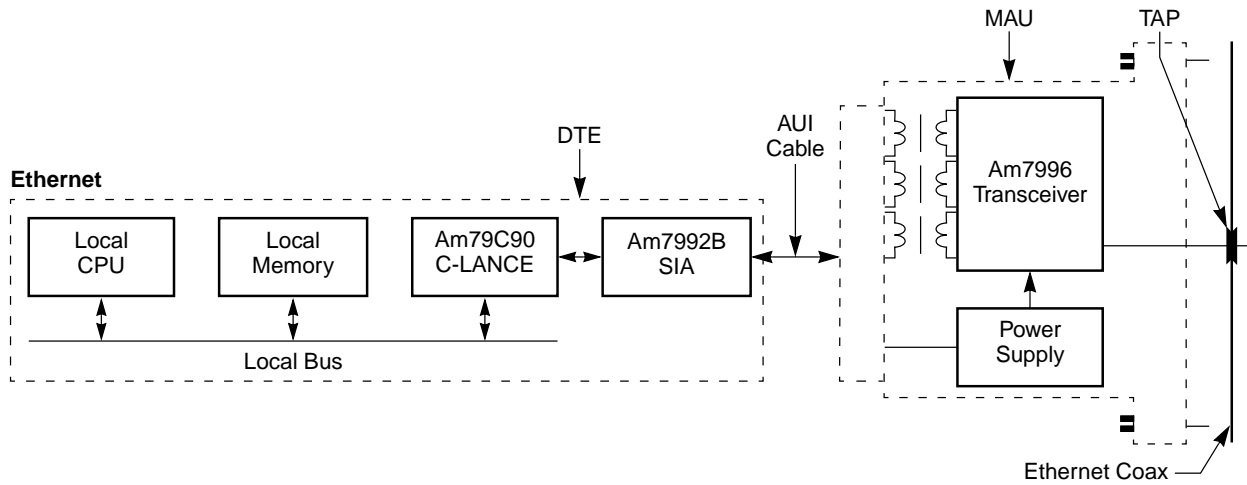 MAU
TAP
DTE
AUI
Cable
Ethernet
Local
CPU
Local
Memory
Am79C90
C-LANCE
Am7992B
SIA
Am7996
Transceiver
Power
Supply
Local Bus
Ethernet Coax